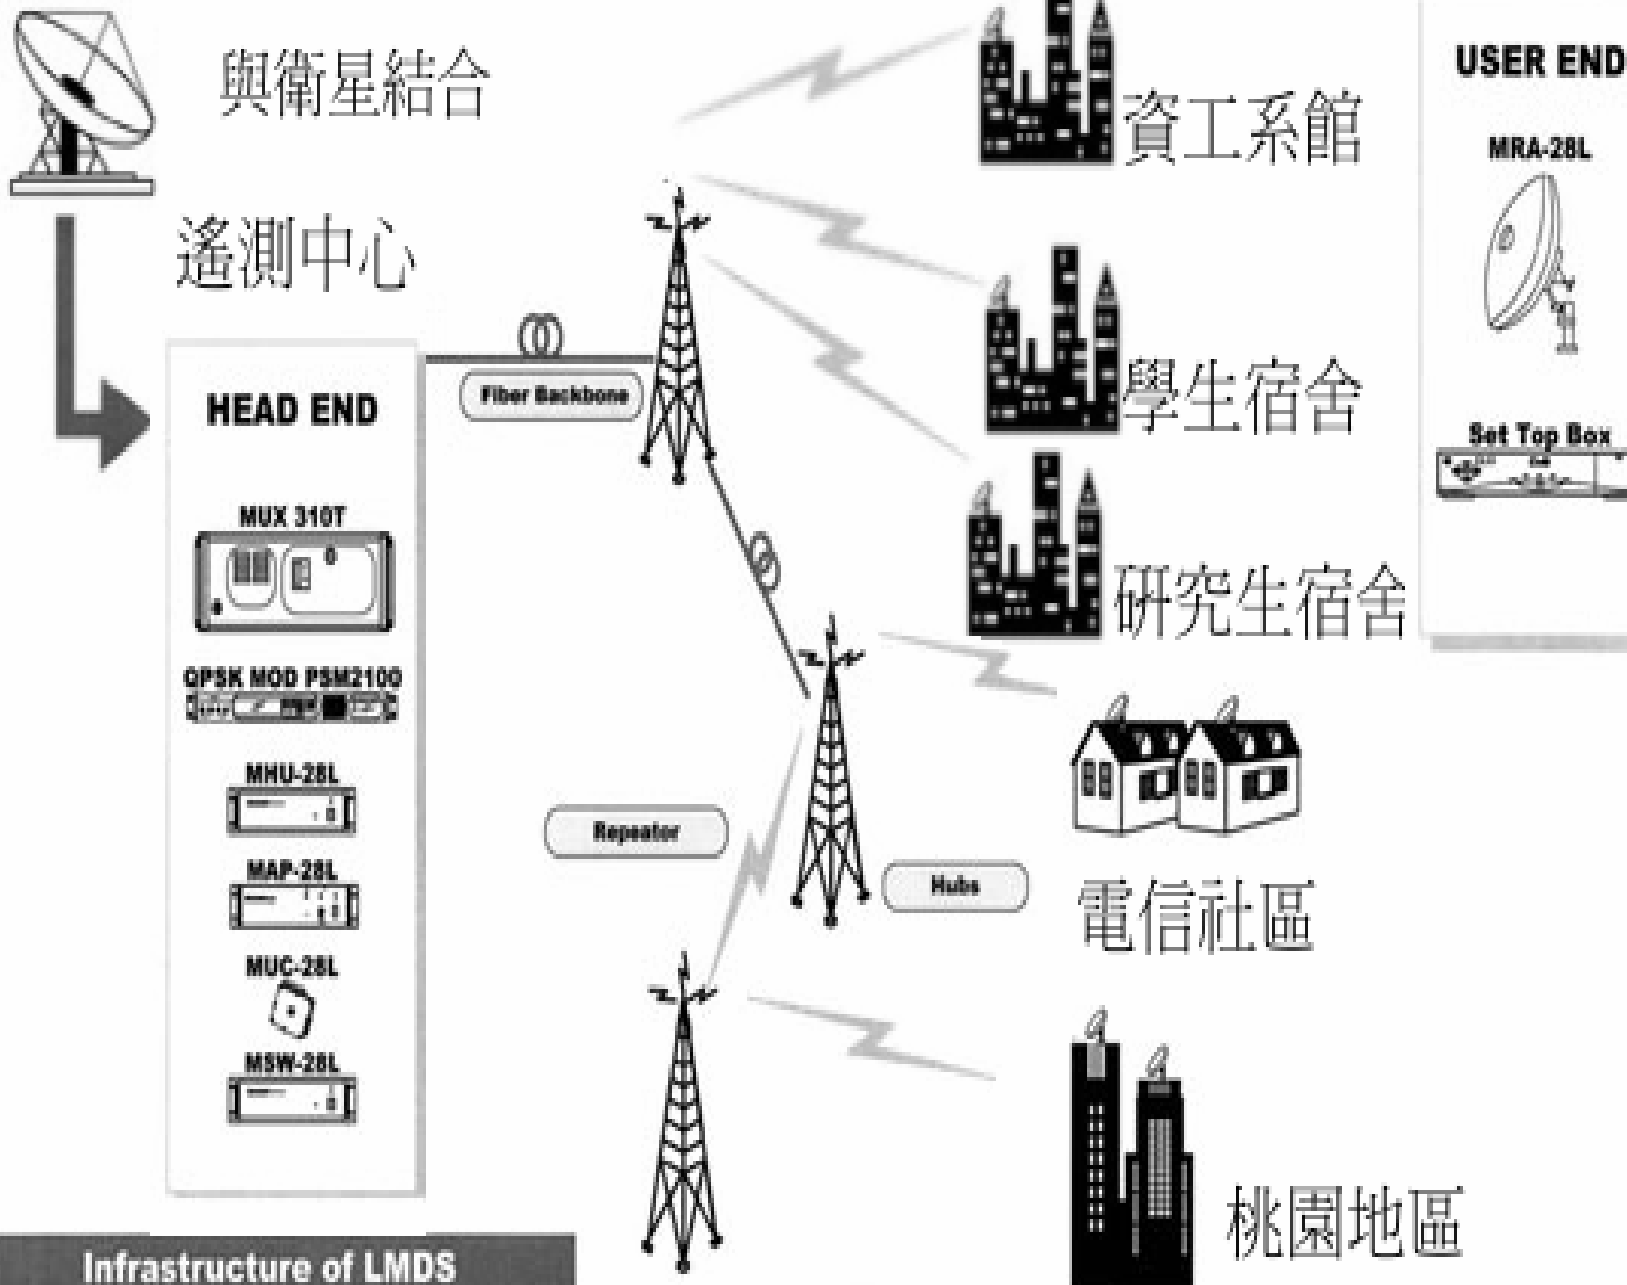 與衛星結合
遙測中心
HEAD END
MUX 310T
QPSK MOD PSM2100
MHU-28L
MAP-28L
MUC-28L
MSW-28L
Fiber Backbone
Repeator
Hubs
資工系館
學生宿舍
研究生宿舍
電信社區
桃園地區
USER END
MRA-28L
Set Top Box
Infrastructure of LMDS